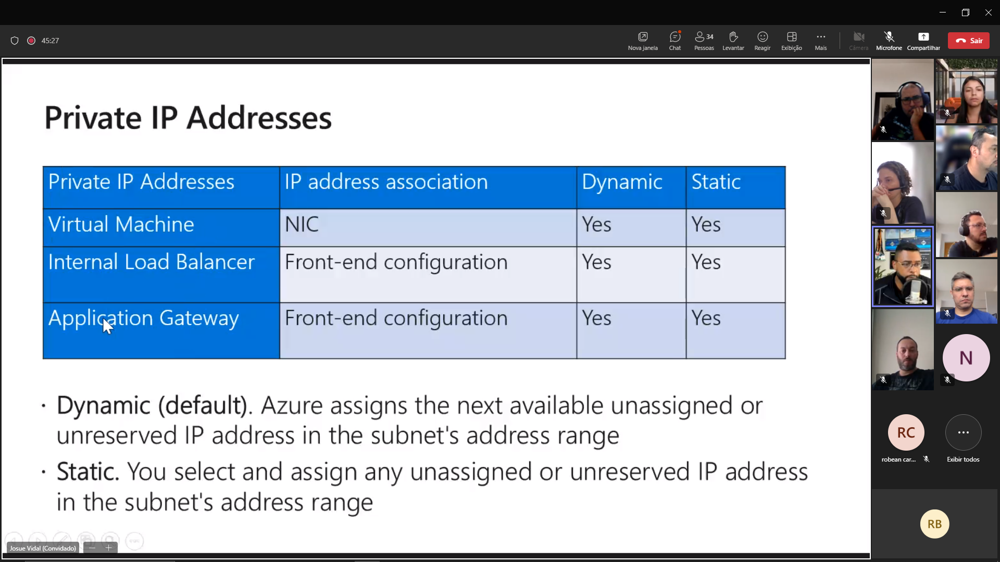 45:27
Nova janela
Chat
34
Pessoas
Levantar
Reagir
Exibição
Mais
Câmera
Microfone
Compartilhar
Sair
Private IP Addresses
Private IP Addresses IP address association Dynamic Static
Virtual Machine NIC Yes Yes
Internal Load Balancer Front-end configuration Yes Yes
Application Gateway Front-end configuration Yes Yes
· Dynamic (default). Azure assigns the next available unassigned or
unreserved IP address in the subnet's address range
· Static. You select and assign any unassigned or unreserved IP address
in the subnet's address range
Josue Vidal (Convidado)
N
RC
robean car...
Exibir todos
RB